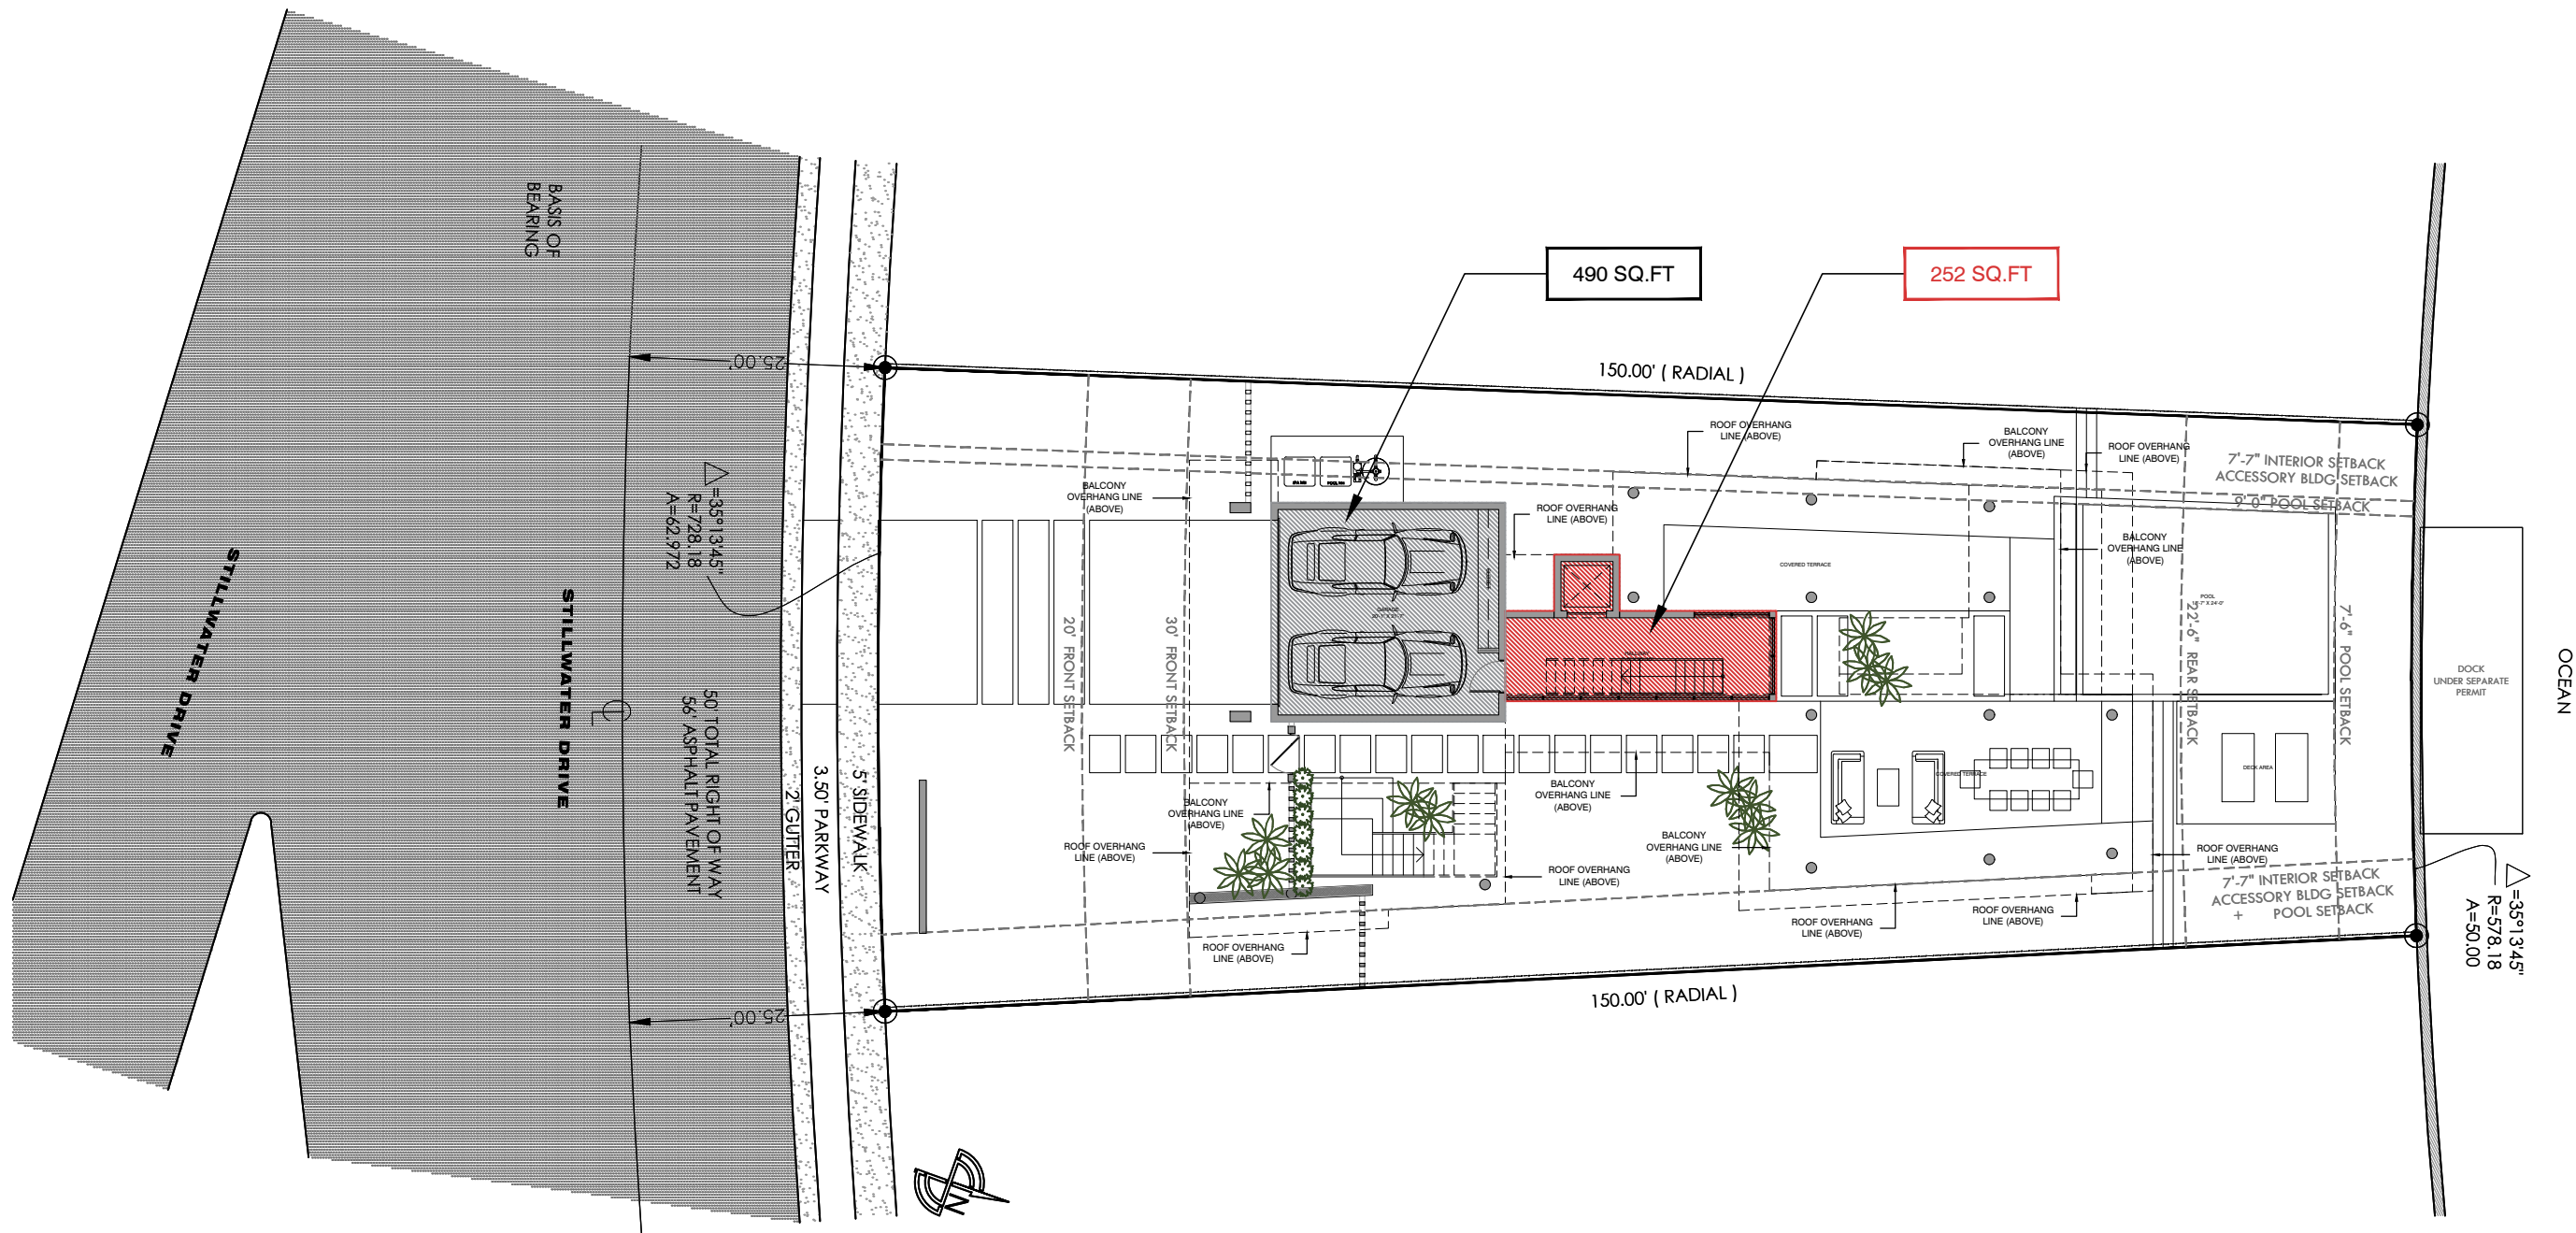 BASIS OF
BEARING
490 SQ.FT
252 SQ.FT
25.00'
150.00' ( RADIAL )
ROOF OVERHANG
LINE (ABOVE)
BALCONY
OVERHANG LINE
(ABOVE)
ROOF OVERHANG
LINE (ABOVE)
7'-7" INTERIOR SETBACK
ACCESSORY BLDG SETBACK
9'-0" POOL SETBACK
BALCONY
OVERHANG LINE
(ABOVE)
ROOF OVERHANG
LINE (ABOVE)
BALCONY
OVERHANG LINE
(ABOVE)
=35°13'45"
R=728.18
A=62.972
COVERED TERRACE
POOL
GARAGE
HALLWAY
STILLWATER DRIVE
STILLWATER DRIVE
20' FRONT SETBACK
30' FRONT SETBACK
22'-6" REAR SETBACK
7'-6" POOL SETBACK
DOCK
UNDER SEPARATE
PERMIT
OCEAN
50' TOTAL RIGHT OF WAY
56' ASPHALT PAVEMENT
2' GUTTER
3.50' PARKWAY
5' SIDEWALK
BALCONY
OVERHANG LINE
(ABOVE)
BALCONY
OVERHANG LINE
(ABOVE)
COVERED TERRACE
DECK AREA
ROOF OVERHANG
LINE (ABOVE)
BALCONY
OVERHANG LINE
(ABOVE)
ROOF OVERHANG
LINE (ABOVE)
ROOF OVERHANG
LINE (ABOVE)
7'-7" INTERIOR SETBACK
ACCESSORY BLDG SETBACK
+ POOL SETBACK
ROOF OVERHANG
LINE (ABOVE)
ROOF OVERHANG
LINE (ABOVE)
ROOF OVERHANG
LINE (ABOVE)
=35°13'45"
R=578.18
A=50.00
25.00'
150.00' ( RADIAL )
N